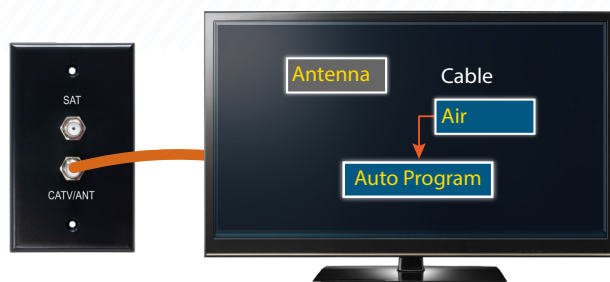 SAT
CATV/ANT
Antenna
Cable
Air
Auto Program